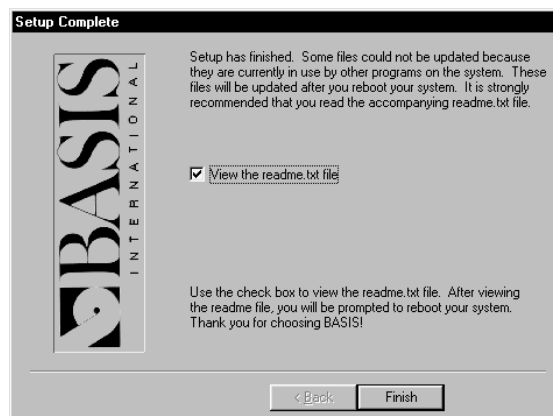 Setup Complete
BASIS
INTERNATIONAL
Setup has finished. Some files could not be updated because
they are currently in use by other programs on the system. These
files will be updated after you reboot your system. It is strongly
recommended that you read the accompanying readme.txt file.
View the readme.txt file
Use the check box to view the readme.txt file. After viewing
the readme file, you will be prompted to reboot your system.
Thank you for choosing BASIS!
< Back
Finish